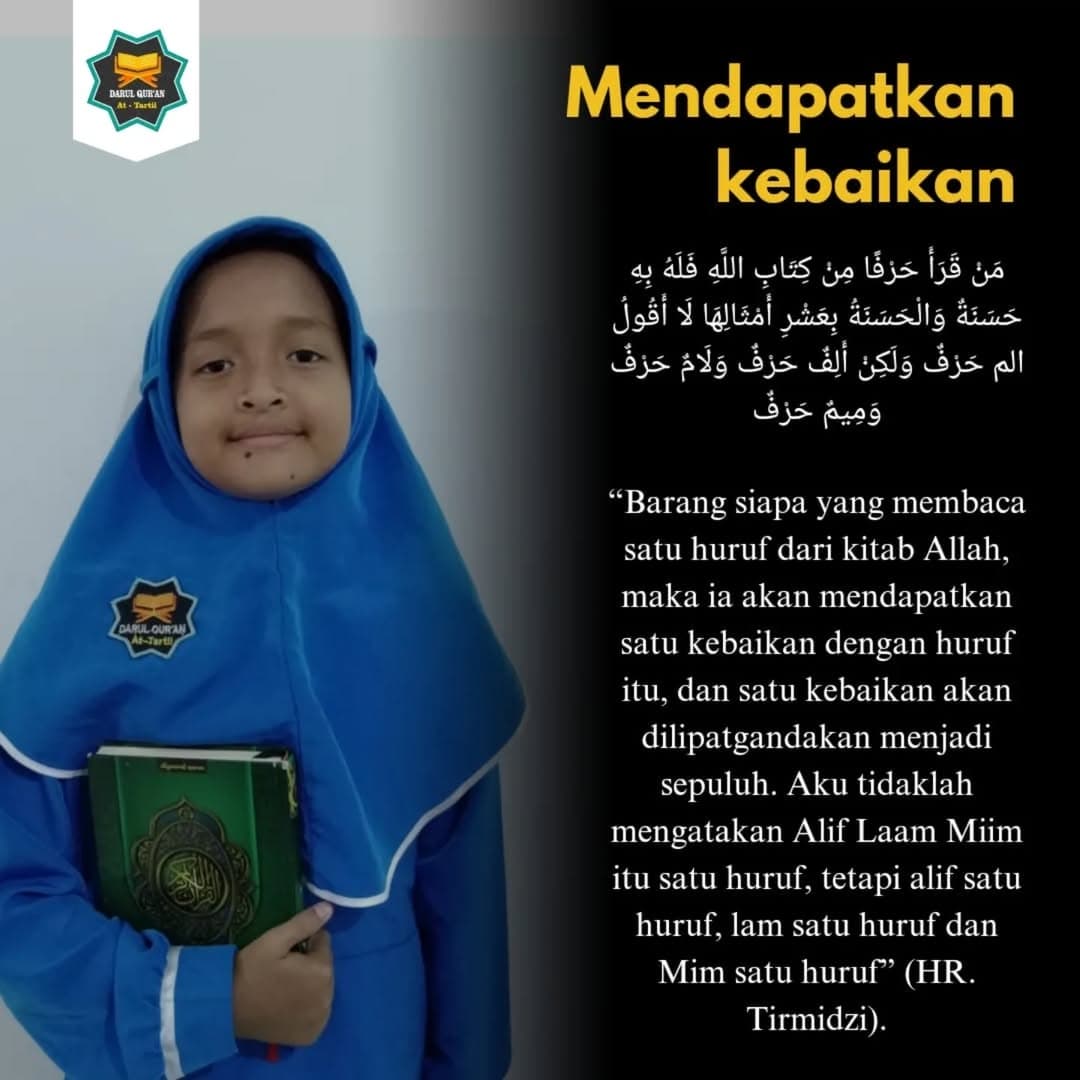 DARUL QUR'AN
At - Tartil
Mendapatkan
kebaikan
مَنْ قَرَأَ حَرْفًا مِنْ كِتَابِ اللَّهِ فَلَهُ بِهِ
حَسَنَةٌ وَالْحَسَنَةُ بِعَشْرِ أَمْثَالِهَا لَا أَقُولُ
الم حَرْفٌ وَلَكِنْ أَلِفٌ حَرْفٌ وَلَامٌ حَرْفٌ
وَمِيمٌ حَرْفٌ
“Barang siapa yang membaca
satu huruf dari kitab Allah,
maka ia akan mendapatkan
satu kebaikan dengan huruf
itu, dan satu kebaikan akan
dilipatgandakan menjadi
sepuluh. Aku tidaklah
mengatakan Alif Laam Miim
itu satu huruf, tetapi alif satu
huruf, lam satu huruf dan
Mim satu huruf” (HR.
Tirmidzi).
DARUL QUR'AN
At-Tartil
القرآن الكريم